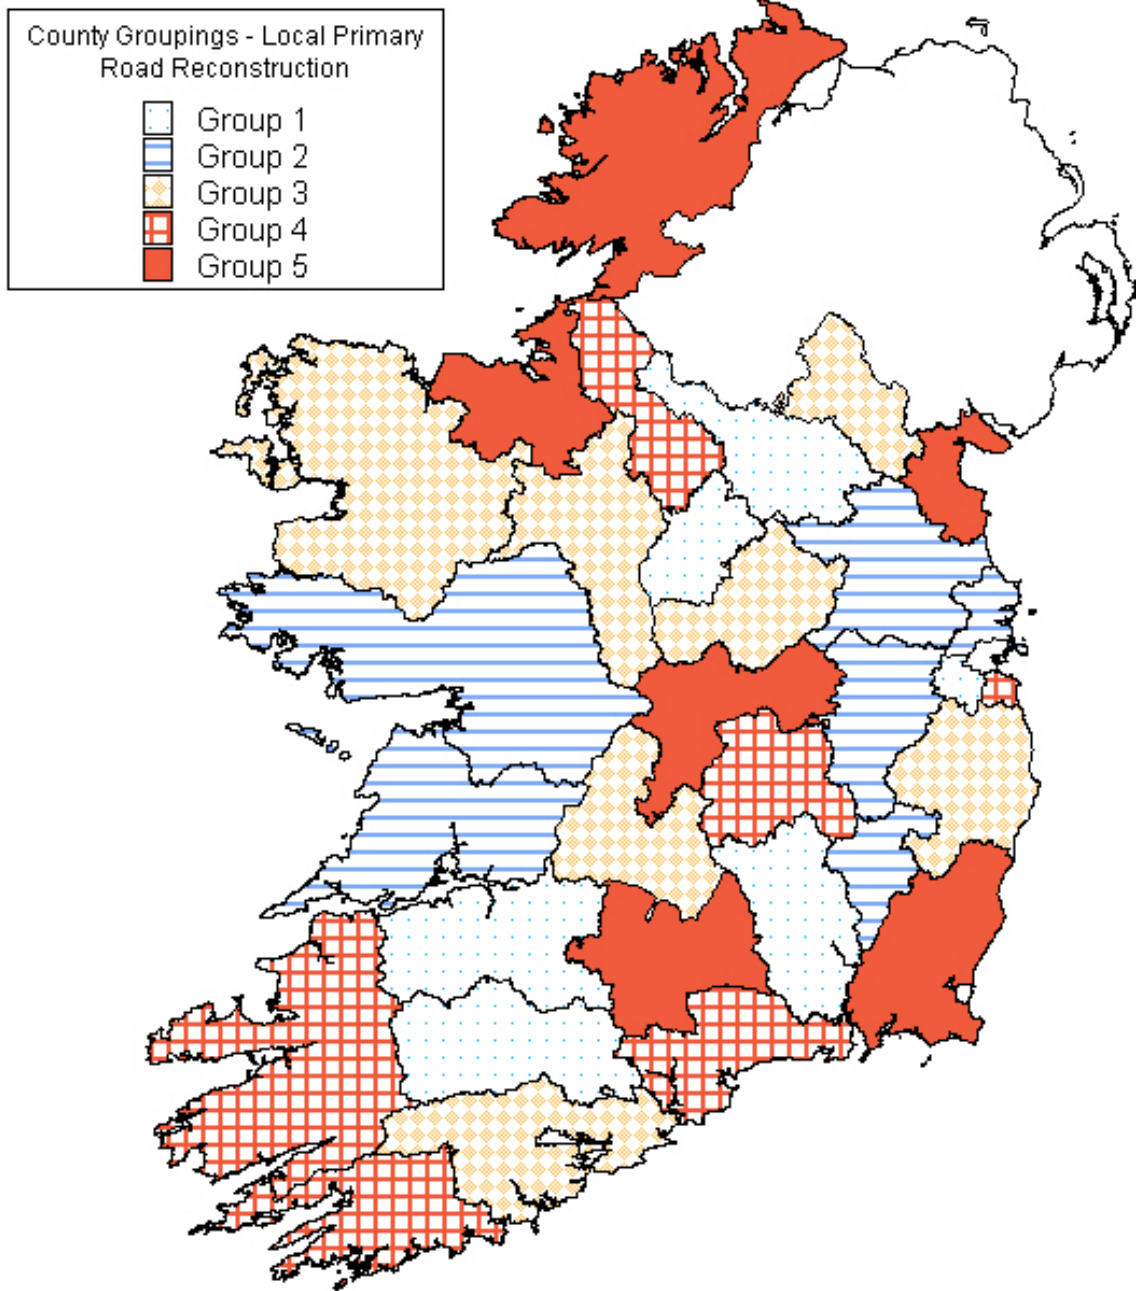 County Groupings - Local Primary
Road Reconstruction
Group 1
Group 2
Group 3
Group 4
Group 5